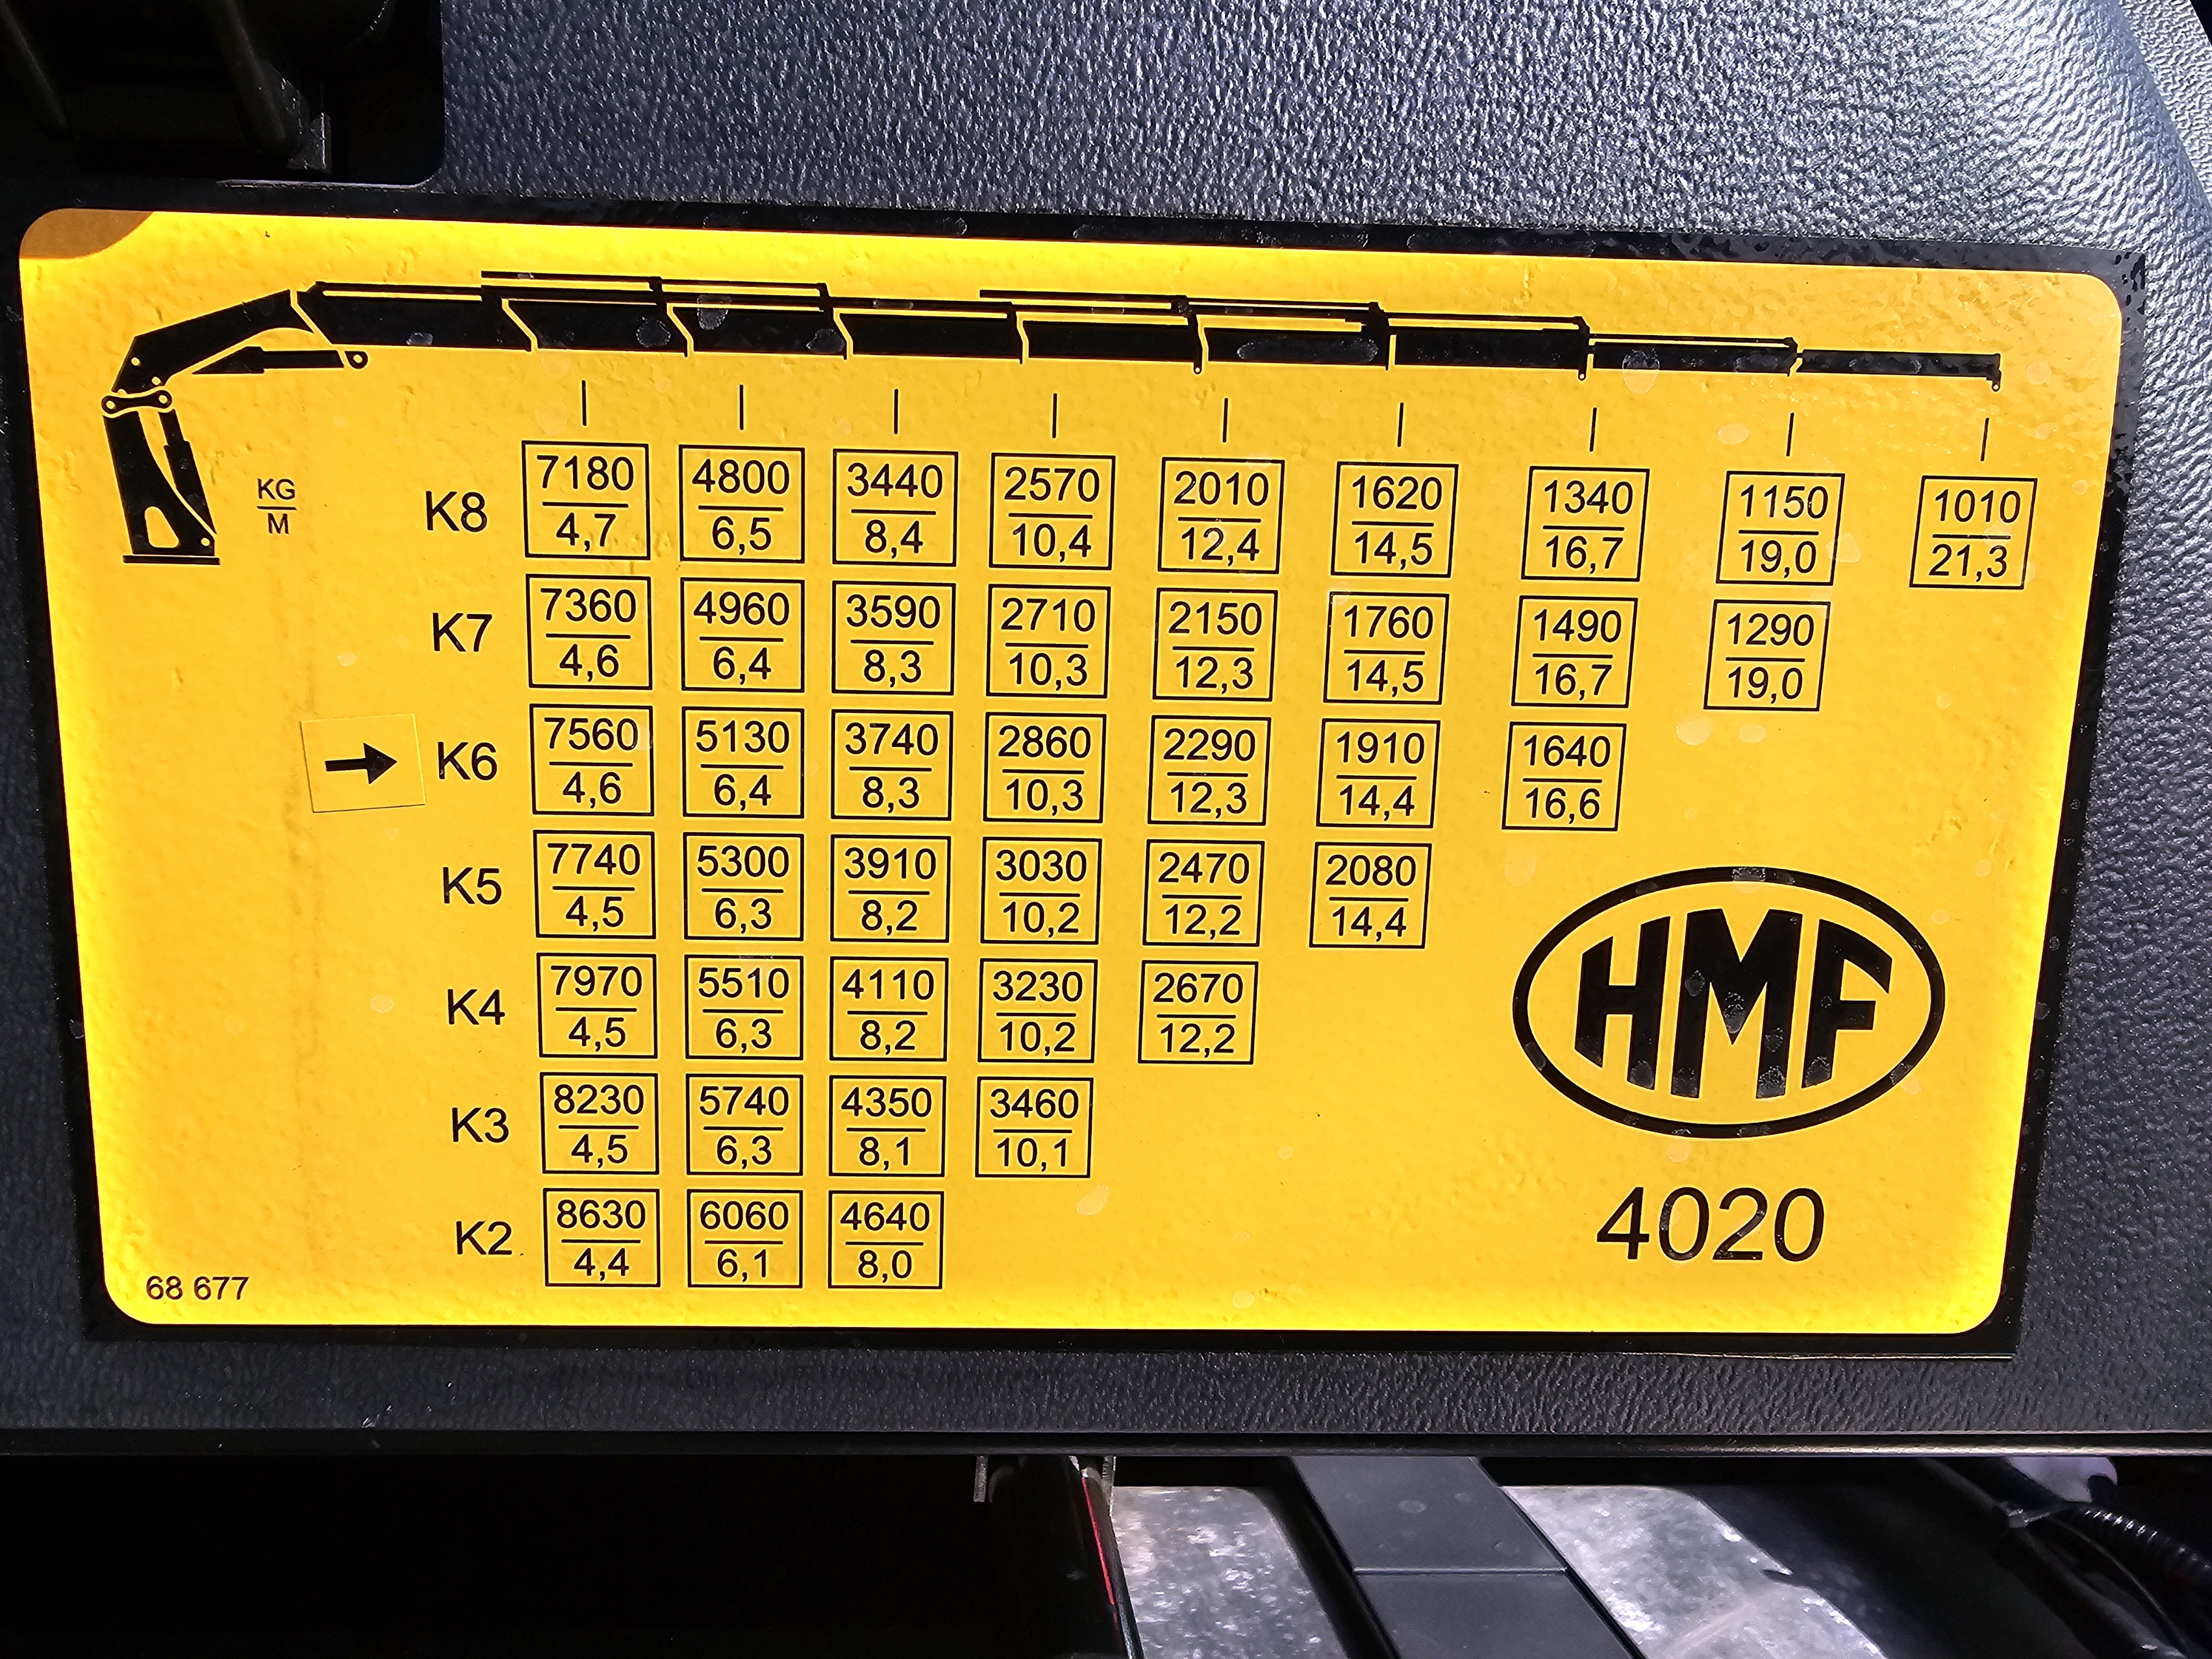 KG
M
K8 7180 4800 3440 2570 2010 1620 1340 1150 1010
4,7 6,5 8,4 10,4 12,4 14,5 16,7 19,0 21,3
K7 7360 4960 3590 2710 2150 1760 1490 1290
4,6 6,4 8,3 10,3 12,3 14,5 16,7 19,0
K6 7560 5130 3740 2860 2290 1910 1640
4,6 6,4 8,3 10,3 12,3 14,4 16,6
K5 7740 5300 3910 3030 2470 2080
4,5 6,3 8,2 10,2 12,2 14,4
K4 7970 5510 4110 3230 2670
4,5 6,3 8,2 10,2 12,2
K3 8230 5740 4350 3460
4,5 6,3 8,1 10,1
K2 8630 6060 4640
4,4 6,1 8,0
HMF
4020
68 677